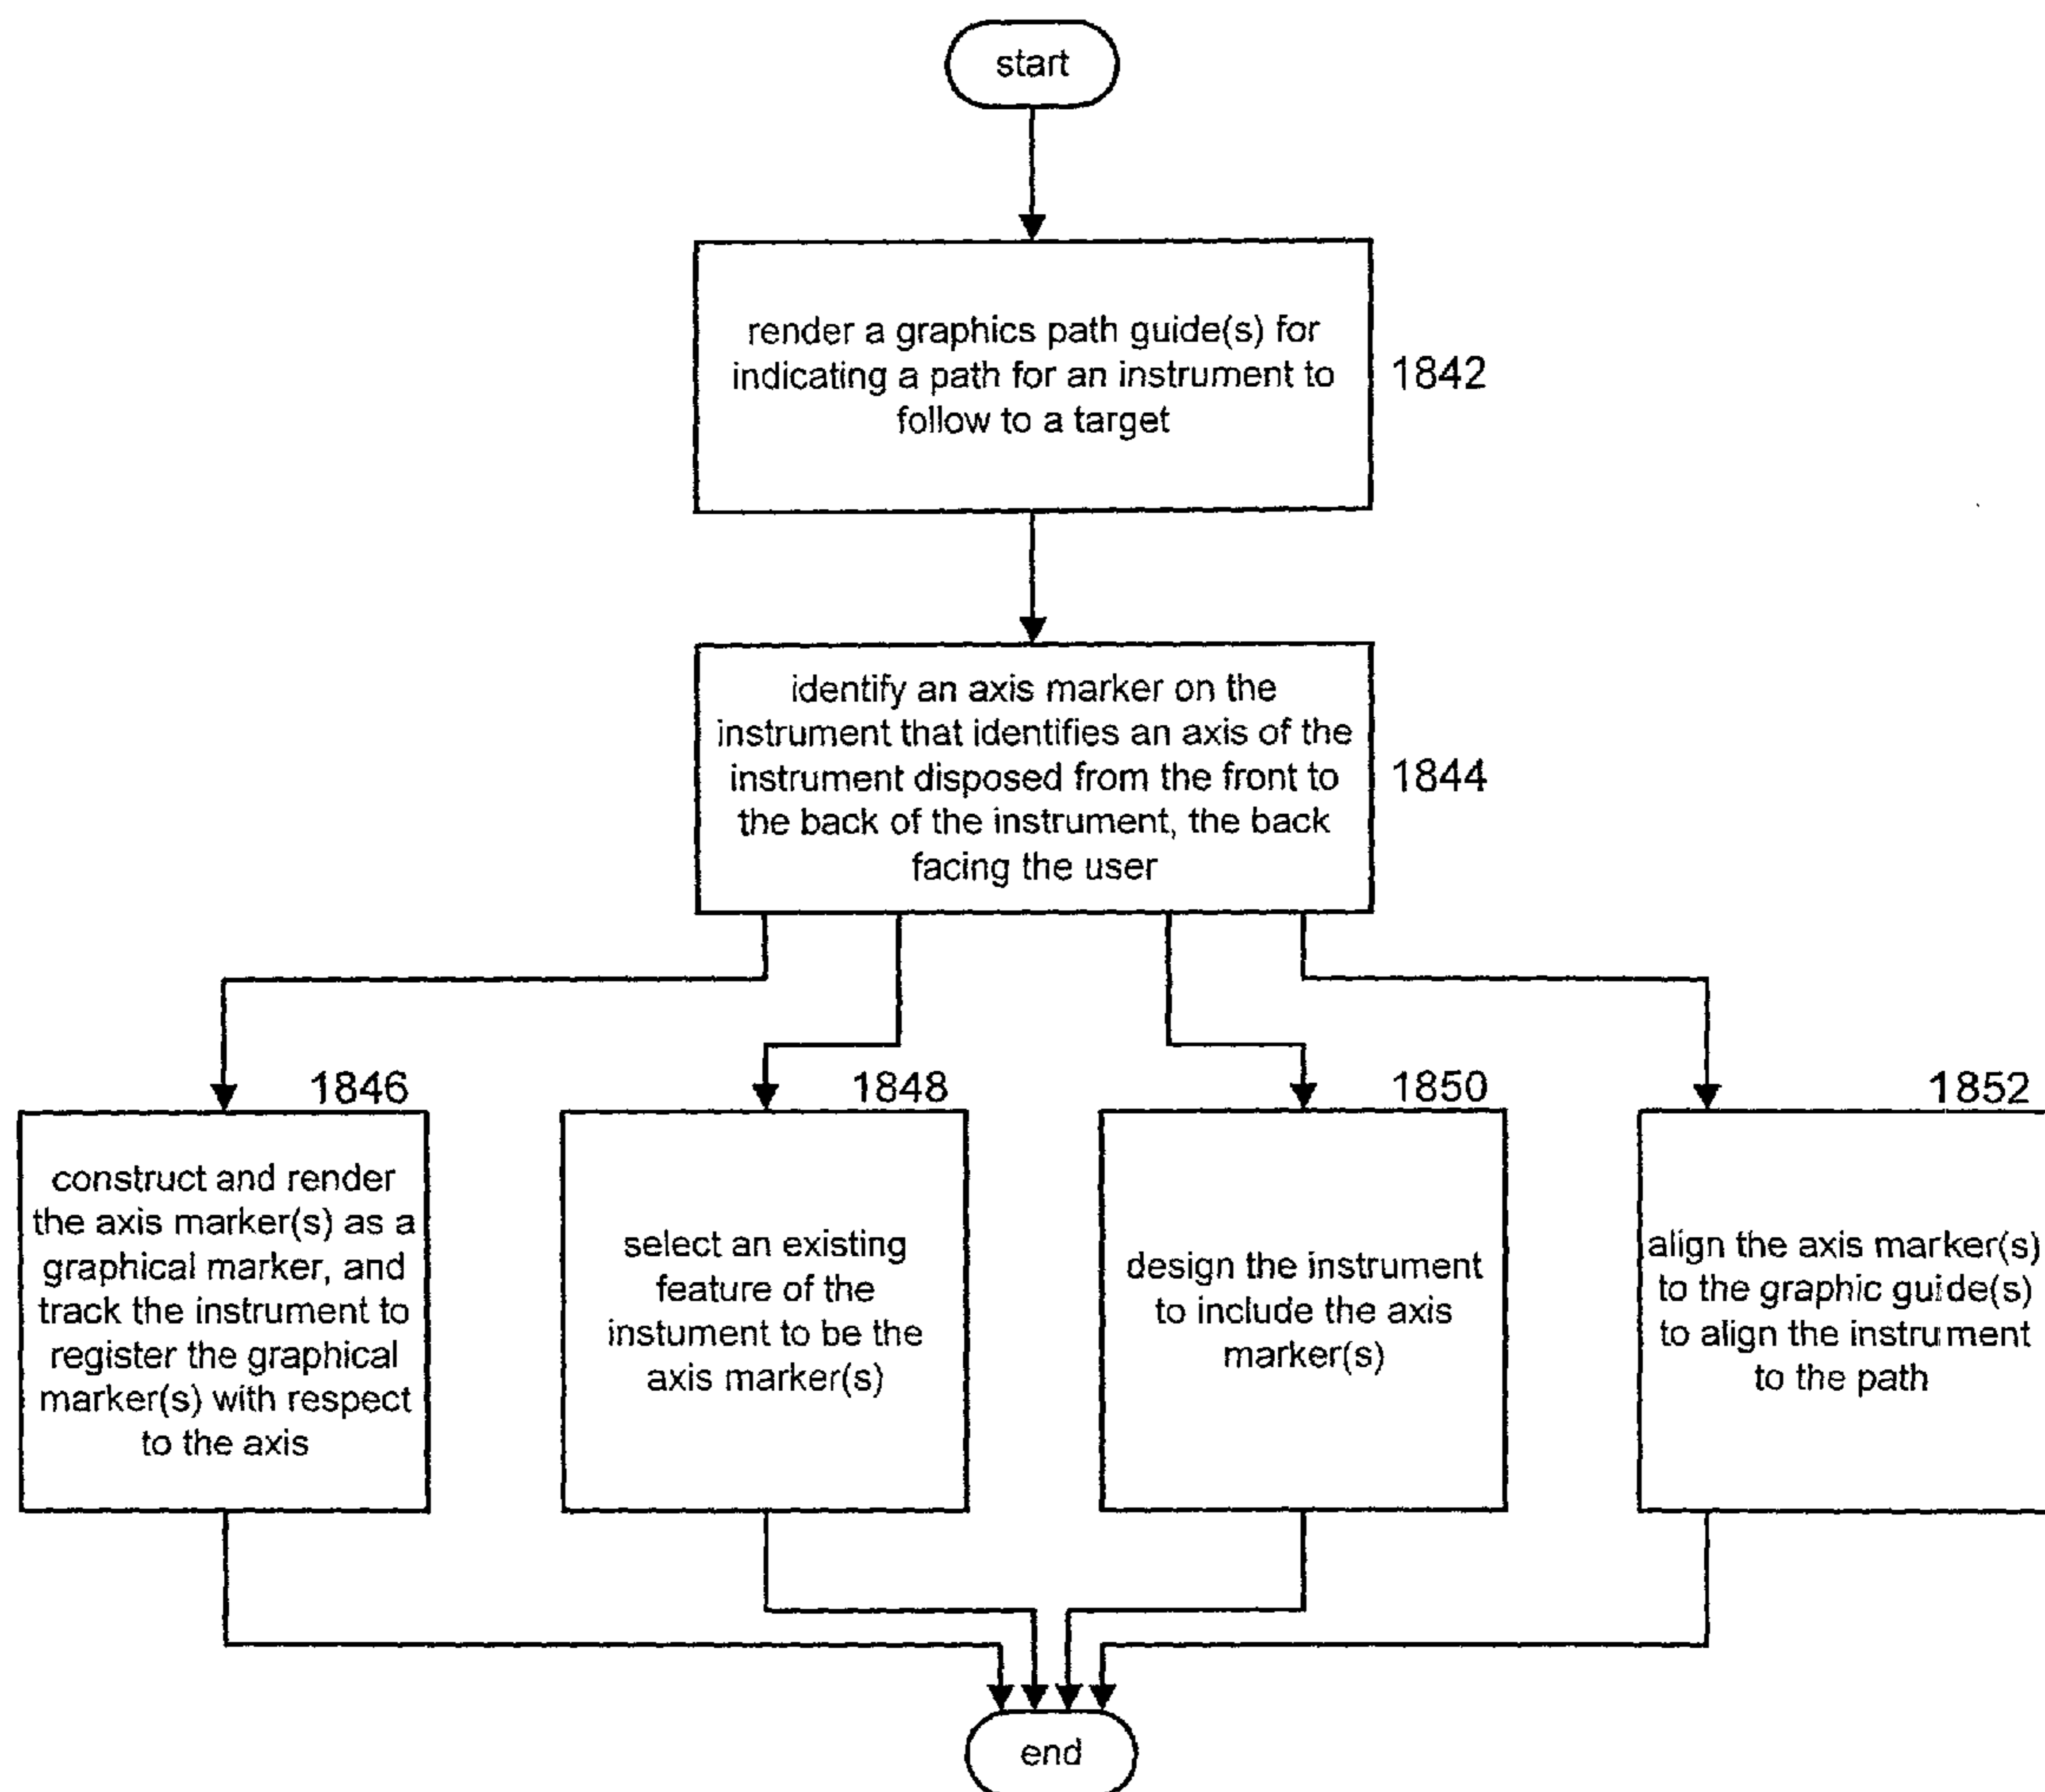 start
render a graphics path guide(s) for
indicating a path for an instrument to
follow to a target
1842
identify an axis marker on the
instrument that identifies an axis of the
instrument disposed from the front to
the back of the instrument, the back
facing the user
1844
1846
construct and render
the axis marker(s) as a
graphical marker, and
track the instrument to
register the graphical
marker(s) with respect
to the axis
1848
select an existing
feature of the
instument to be the
axis marker(s)
1850
design the instrument
to include the axis
marker(s)
1852
align the axis marker(s)
to the graphic guide(s)
to align the instrument
to the path
end